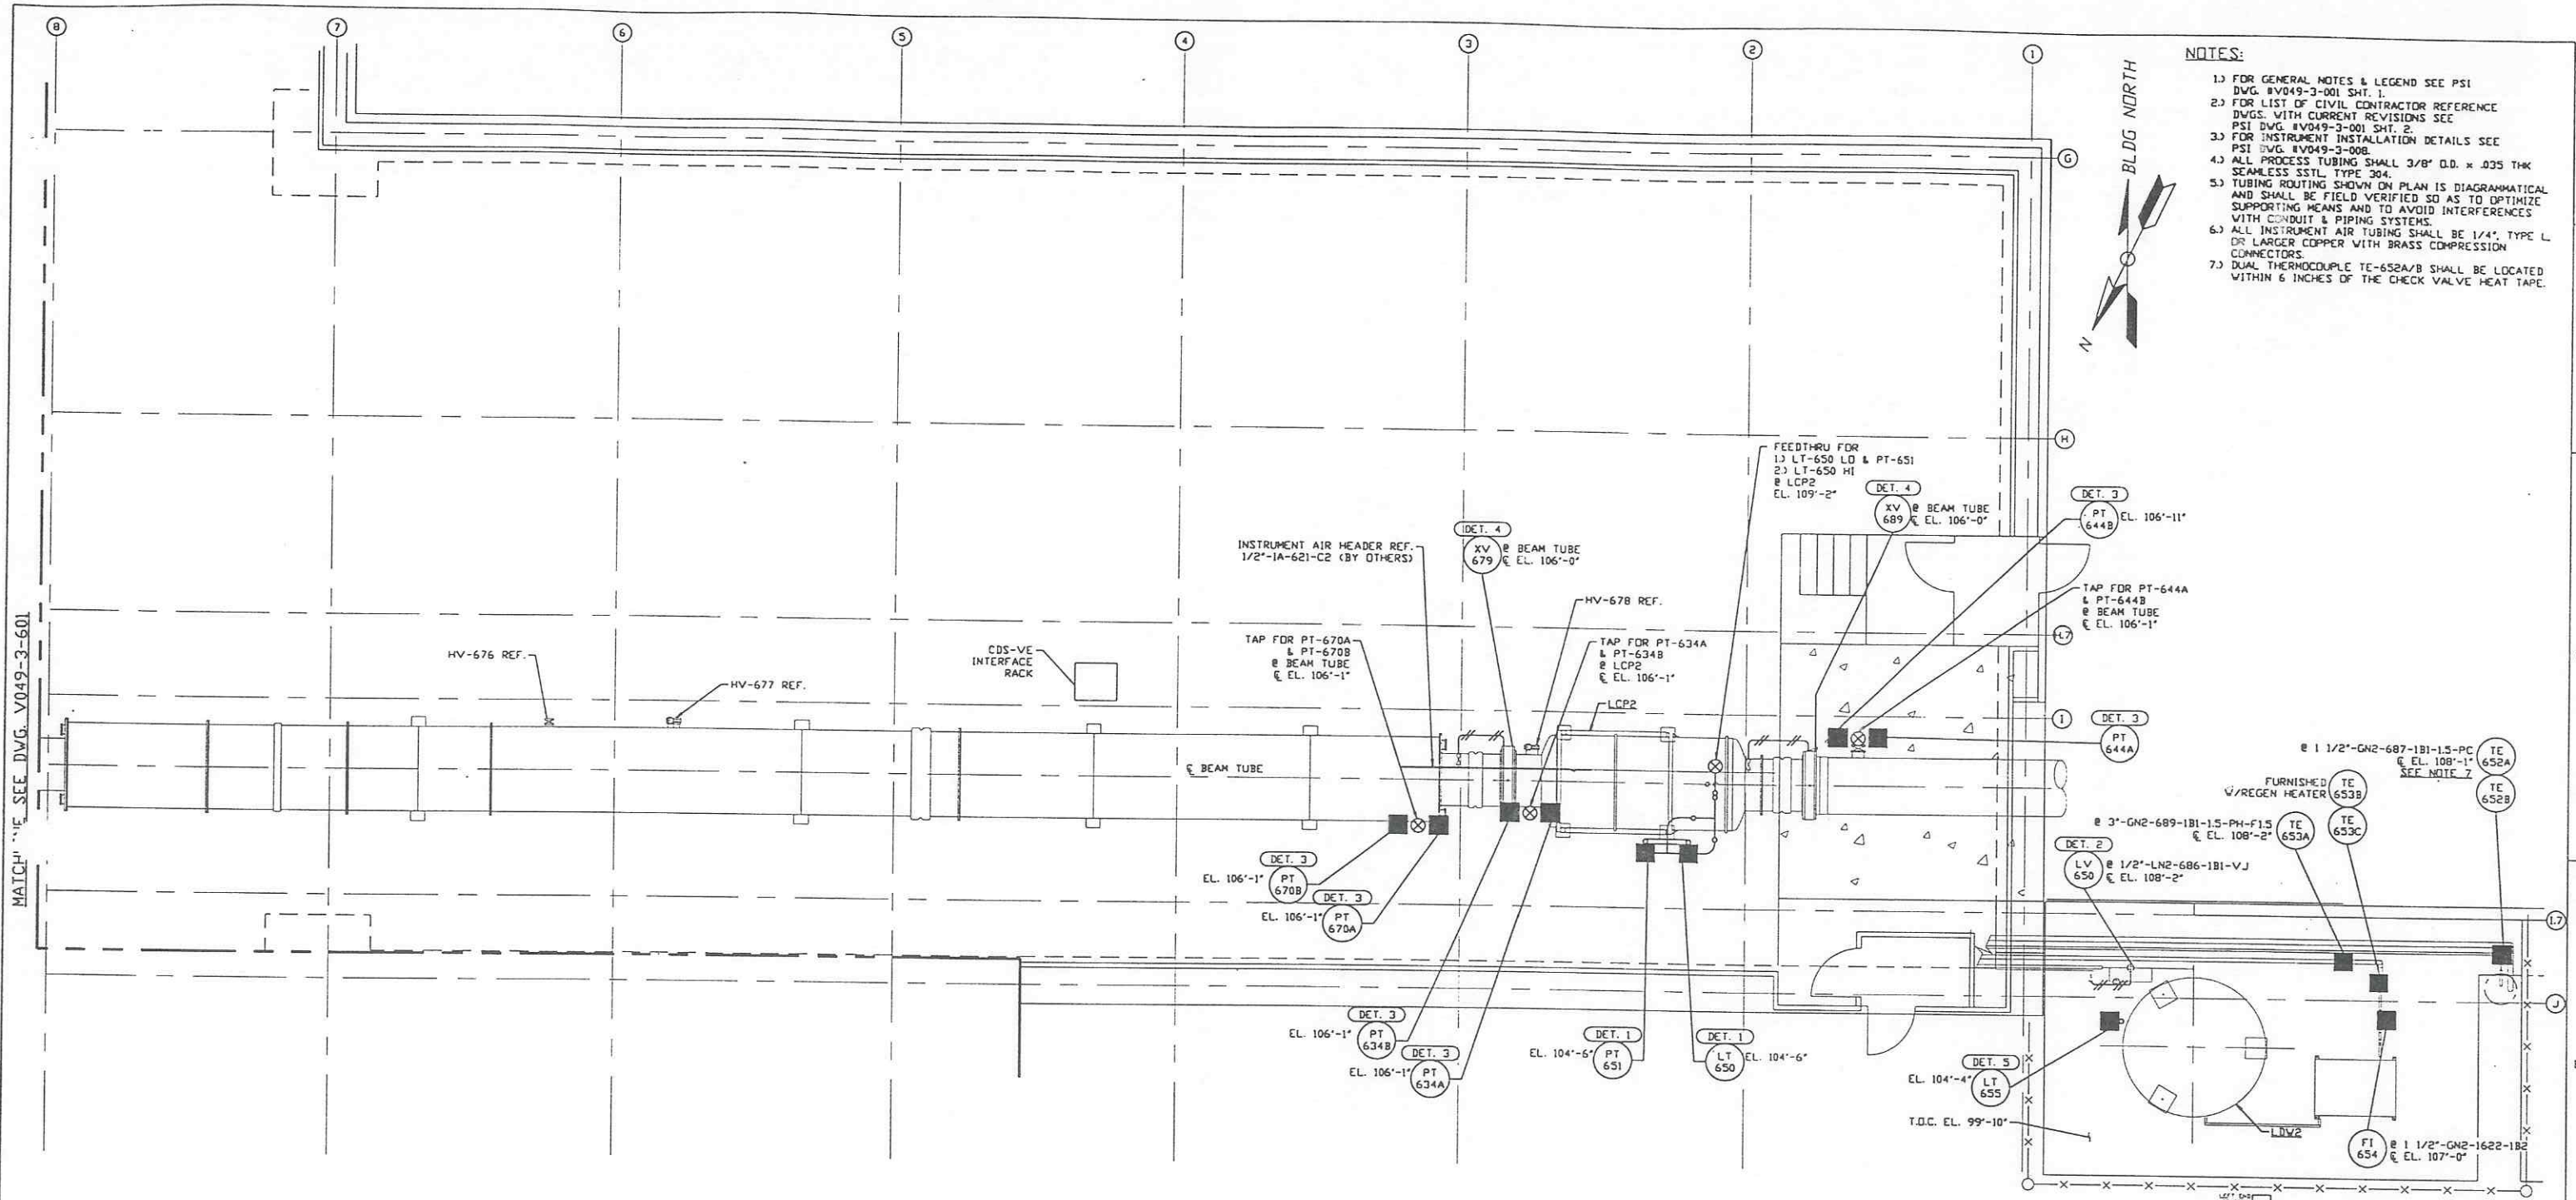 8
7
6
5
4
3
2
1
NOTES:
1.) FOR GENERAL NOTES & LEGEND SEE PSI
DWG. #V049-3-001 SHT. 1.
2.) FOR LIST OF CIVIL CONTRACTOR REFERENCE
DWGS. WITH CURRENT REVISIONS SEE
PSI DWG. #V049-3-001 SHT. 2.
3.) FOR INSTRUMENT INSTALLATION DETAILS SEE
PSI DWG. #V049-3-008.
4.) ALL PROCESS TUBING SHALL 3/8" O.D. x .035 THK
SEAMLESS SSTL. TYPE 304.
5.) TUBING ROUTING SHOWN ON PLAN IS DIAGRAMMATICAL
AND SHALL BE FIELD VERIFIED SO AS TO OPTIMIZE
SUPPORTING MEANS AND TO AVOID INTERFERENCES
WITH CONDUIT & PIPING SYSTEMS.
6.) ALL INSTRUMENT AIR TUBING SHALL BE 1/4", TYPE L
OR LARGER COPPER WITH BRASS COMPRESSION
CONNECTORS.
7.) DUAL THERMOCOUPLE TE-652A/B SHALL BE LOCATED
WITHIN 6 INCHES OF THE CHECK VALVE HEAT TAPE.
BLDG NORTH
N
G
H
FEEDTHRU FOR
1.) LT-650 LO & PT-651
2.) LT-650 HI
@ LCP2
EL. 109'-2"
DET. 4
XV
689
@ BEAM TUBE
℄ EL. 106'-0"
DET. 3
PT
644B
EL. 106'-11"
INSTRUMENT AIR HEADER REF.
1/2"-IA-621-C2 (BY OTHERS)
DET. 4
XV
679
@ BEAM TUBE
℄ EL. 106'-0"
HV-678 REF.
TAP FOR PT-644A
& PT-644B
@ BEAM TUBE
℄ EL. 106'-1"
MATCH SEE DWG. V049-3-601
HV-676 REF.
HV-677 REF.
CDS-VE
INTERFACE
RACK
TAP FOR PT-670A
& PT-670B
@ BEAM TUBE
℄ EL. 106'-1"
TAP FOR PT-634A
& PT-634B
@ LCP2
℄ EL. 106'-1"
LCP2
I
DET. 3
PT
644A
℄ BEAM TUBE
@ 1 1/2"-GN2-687-1B1-1.5-PC
℄ EL. 108'-1"
SEE NOTE 7
TE
652A
TE
652B
FURNISHED
W/REGEN HEATER
TE
653B
TE
653C
@ 3"-GN2-689-1B1-1.5-PH-F1.5
℄ EL. 108'-2"
TE
653A
DET. 2
LV
650
@ 1/2"-LN2-686-1B1-VJ
℄ EL. 108'-2"
DET. 3
EL. 106'-1"
PT
670B
DET. 3
EL. 106'-1"
PT
670A
I.7
J
DET. 3
EL. 106'-1"
PT
634B
DET. 3
EL. 106'-1"
PT
634A
DET. 1
EL. 104'-6"
PT
651
DET. 1
LT
650
EL. 104'-6"
DET. 5
EL. 104'-4"
LT
655
T.O.C. EL. 99'-10"
LDW2
FI
654
@ 1 1/2"-GN2-1622-1B2
℄ EL. 107'-0"